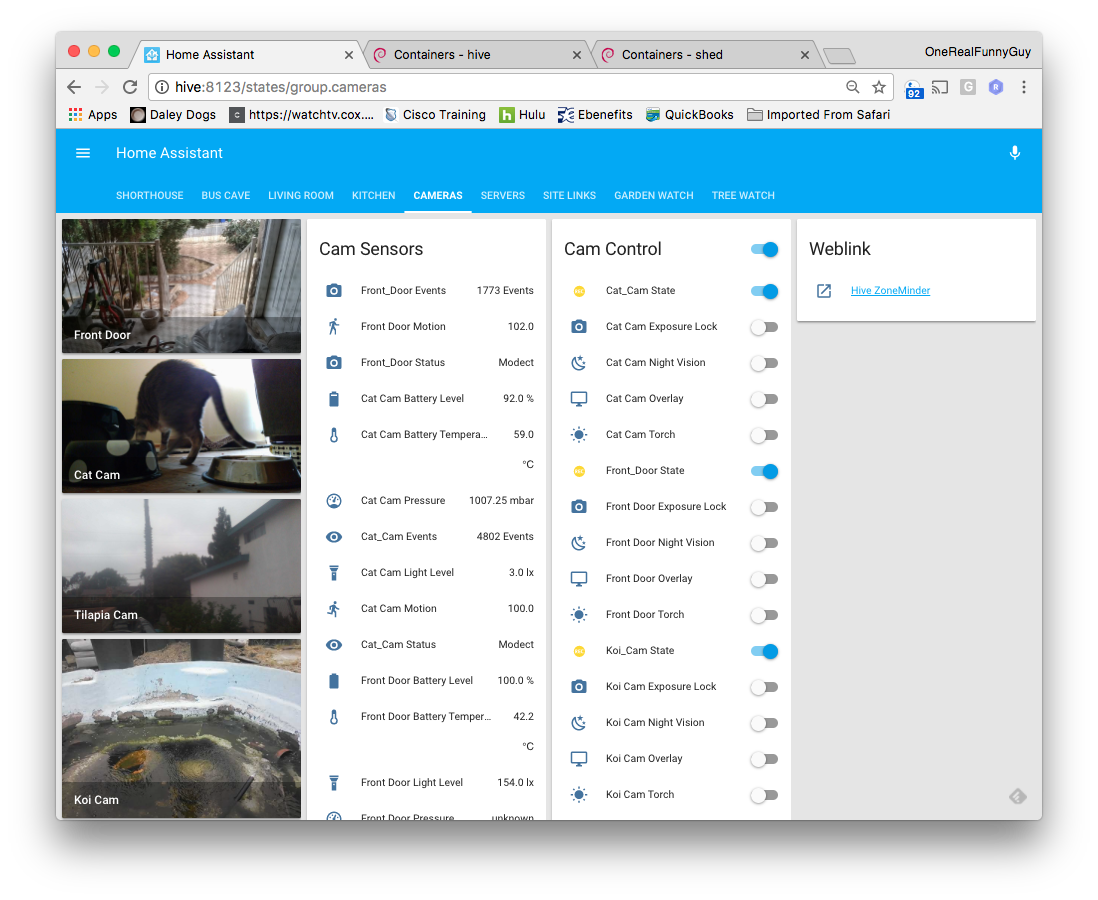 Home Assistant
Containers - hive
Containers - shed
OneRealFunnyGuy
hive:8123/states/group.cameras
92
G
R
Apps
Daley Dogs
C
https://watchtv.cox....
Cisco Training
h
Hulu
Ebenefits
QuickBooks
Imported From Safari
Home Assistant
SHORTHOUSE
BUS CAVE
LIVING ROOM
KITCHEN
CAMERAS
SERVERS
SITE LINKS
GARDEN WATCH
TREE WATCH
Front Door
Cat Cam
Tilapia Cam
Koi Cam
Cam Sensors
Front_Door Events 1773 Events
Front Door Motion 102.0
Front_Door Status Modect
Cat Cam Battery Level 92.0 %
Cat Cam Battery Tempera... 59.0
°C
Cat Cam Pressure 1007.25 mbar
Cat_Cam Events 4802 Events
Cat Cam Light Level 3.0 lx
Cat Cam Motion 100.0
Cat_Cam Status Modect
Front Door Battery Level 100.0 %
Front Door Battery Temper... 42.2
°C
Front Door Light Level 154.0 lx
Front Door Pressure unknown
Cam Control
REC Cat_Cam State
Cat Cam Exposure Lock
Cat Cam Night Vision
Cat Cam Overlay
Cat Cam Torch
REC Front_Door State
Front Door Exposure Lock
Front Door Night Vision
Front Door Overlay
Front Door Torch
REC Koi_Cam State
Koi Cam Exposure Lock
Koi Cam Night Vision
Koi Cam Overlay
Koi Cam Torch
Weblink
Hive ZoneMinder